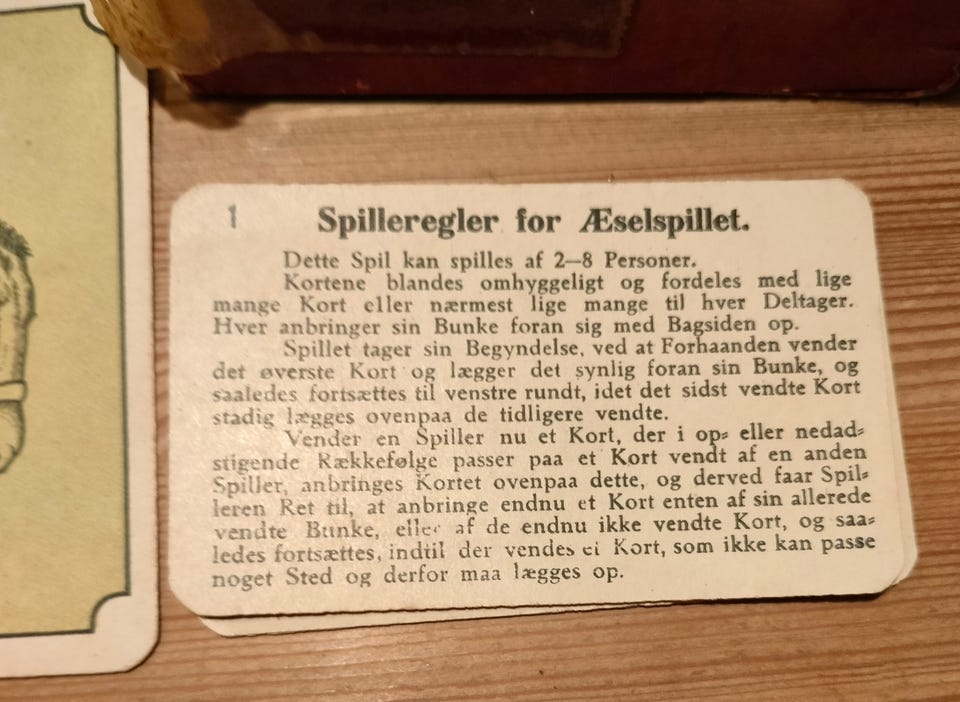 1
Spilleregler for Æselspillet.
Dette Spil kan spilles af 2—8 Personer.
Kortene blandes omhyggeligt og fordeles med lige
mange Kort eller nærmest lige mange til hver Deltager.
Hver anbringer sin Bunke foran sig med Bagsiden op.
Spillet tager sin Begyndelse, ved at Forhaanden vender
det øverste Kort og lægger det synlig foran sin Bunke, og
saaledes fortsættes til venstre rundt, idet det sidst vendte Kort
stadig lægges ovenpaa de tidligere vendte.
Vender en Spiller nu et Kort, der i op= eller nedad=
stigende Rækkefølge passer paa et Kort vendt af en anden
Spiller, anbringes Kortet ovenpaa dette, og derved faar Spil=
leren Ret til, at anbringe endnu et Kort enten af sin allerede
vendte Bunke, eller af de endnu ikke vendte Kort, og saa=
ledes fortsættes, indtil der vendes et Kort, som ikke kan passe
noget Sted og derfor maa lægges op.